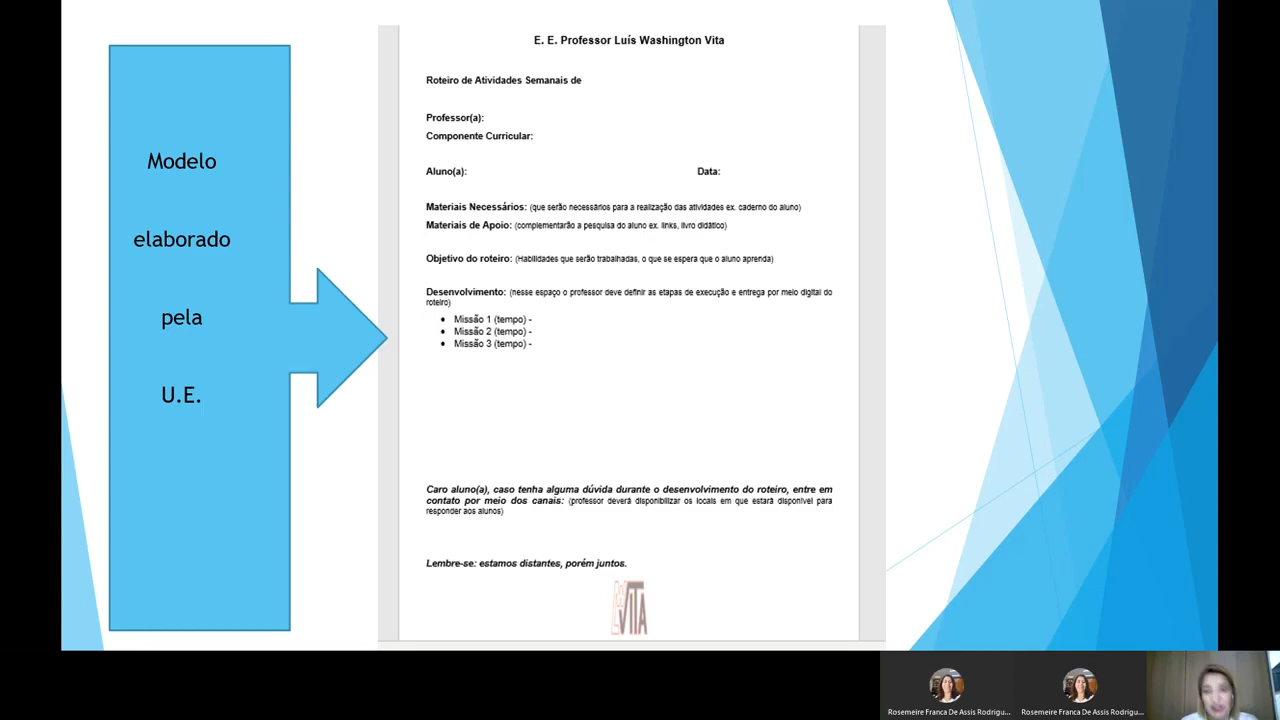 Modelo
elaborado
pela
U.E.
E. E. Professor Luís Washington Vita
Roteiro de Atividades Semanais de
Professor(a):
Componente Curricular:
Aluno(a): Data:
Materiais Necessários: (que serão necessários para a realização das atividades ex. caderno do aluno)
Materiais de Apoio: (complementarão a pesquisa do aluno ex. links, livro didático)
Objetivo do roteiro: (Habilidades que serão trabalhadas, o que se espera que o aluno aprenda)
Desenvolvimento: (nesse espaço o professor deve definir as etapas de execução e entrega por meio digital do
roteiro)
• Missão 1 (tempo) -
• Missão 2 (tempo) -
• Missão 3 (tempo) -
Caro aluno(a), caso tenha alguma dúvida durante o desenvolvimento do roteiro, entre em
contato por meio dos canais: (professor deverá disponibilizar os locais em que estará disponível para
responder aos alunos)
Lembre-se: estamos distantes, porém juntos.
VITA
Rosemeire Franca De Assis Rodrigu... Rosemeire Franca De Assis Rodrigu...